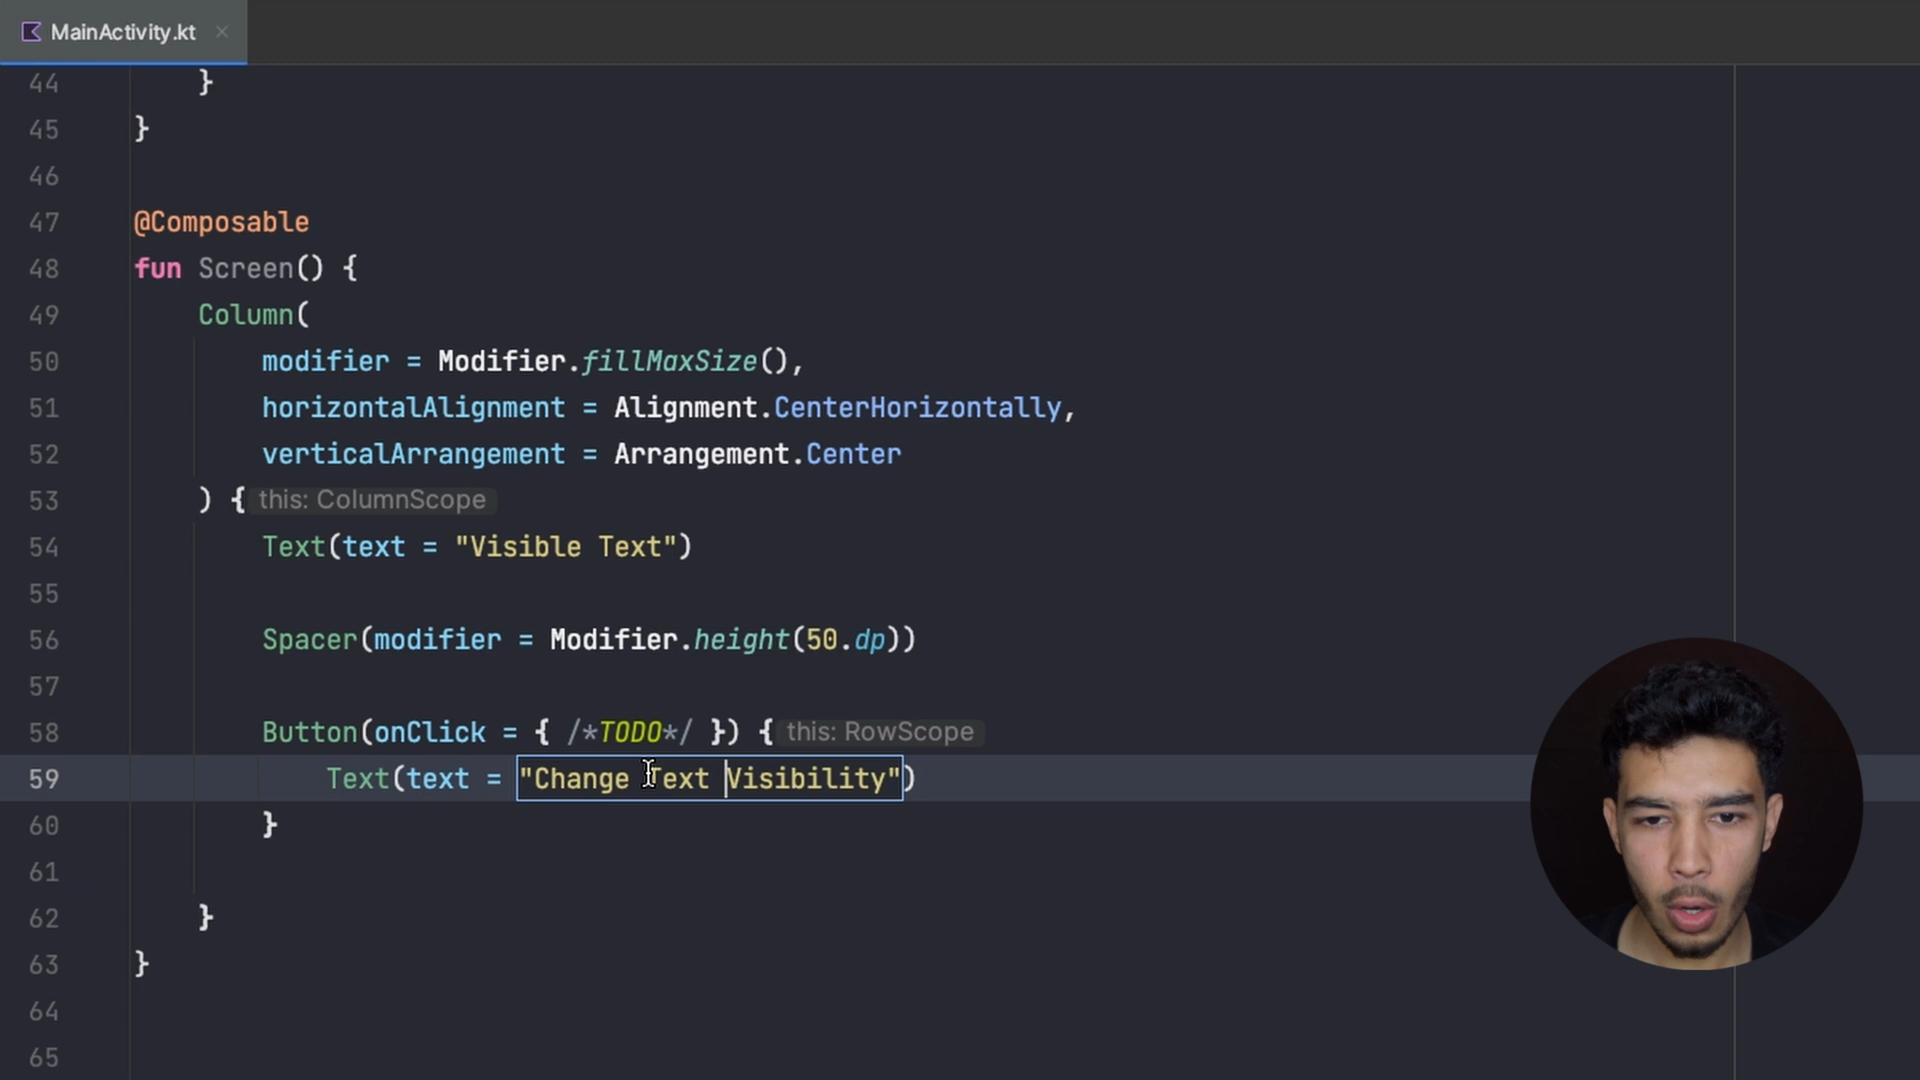 MainActivity.kt
44 }
45 }
46
47 @Composable
48 fun Screen() {
49 Column(
50 modifier = Modifier.fillMaxSize(),
51 horizontalAlignment = Alignment.CenterHorizontally,
52 verticalArrangement = Arrangement.Center
53 ) { this: ColumnScope
54 Text(text = "Visible Text")
55
56 Spacer(modifier = Modifier.height(50.dp))
57
58 Button(onClick = { /*TODO*/ }) { this: RowScope
59 Text(text = "Change Text Visibility")
60 }
61
62 }
63 }
64
65